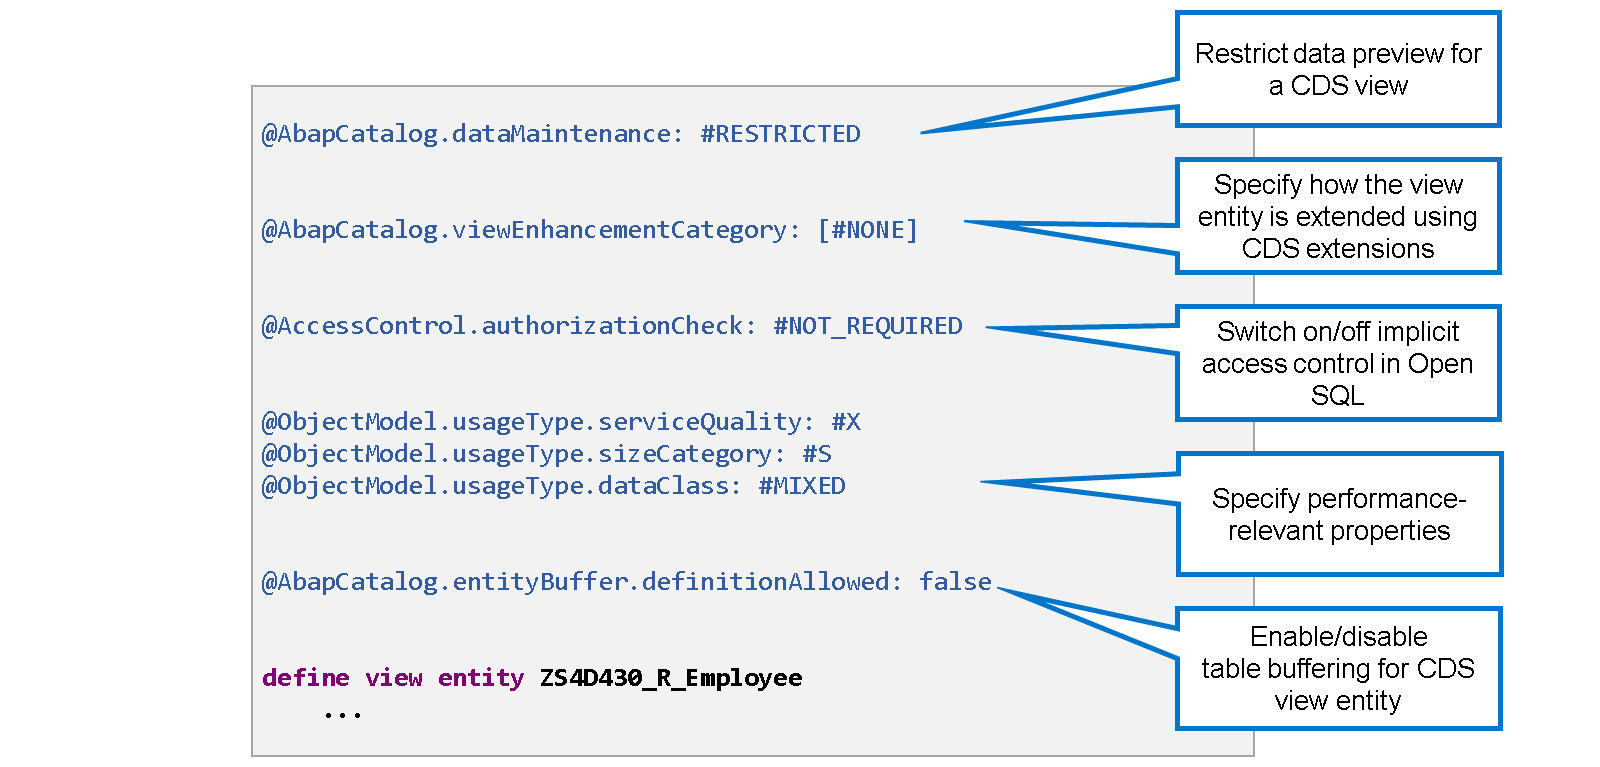 Restrict data preview for
a CDS view
@AbapCatalog.dataMaintenance: #RESTRICTED
Specify how the view
entity is extended using
CDS extensions
@AbapCatalog.viewEnhancementCategory: [#NONE]
@AccessControl.authorizationCheck: #NOT_REQUIRED
Switch on/off implicit
access control in Open
SQL
@ObjectModel.usageType.serviceQuality: #X
@ObjectModel.usageType.sizeCategory: #S
@ObjectModel.usageType.dataClass: #MIXED
Specify performance-
relevant properties
@AbapCatalog.entityBuffer.definitionAllowed: false
Enable/disable
table buffering for CDS
view entity
define view entity ZS4D430_R_Employee
...